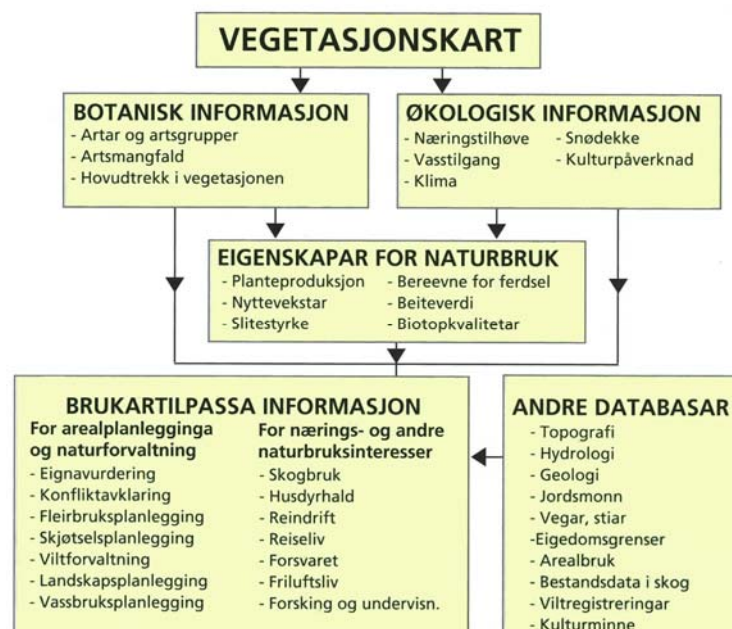 VEGETASJONSKART
BOTANISK INFORMASJON
- Artar og artsgrupper
- Artsmangfald
- Hovudtrekk i vegetasjonen
ØKOLOGISK INFORMASJON
- Næringstilhøve
- Vasstilgang
- Klima
- Snødekke
- Kulturpåverknad
EIGENSKAPAR FOR NATURBRUK
- Planteproduksjon
- Nyttevekstar
- Slitestyrke
- Bereevne for ferdsel
- Beiteverdi
- Biotopkvalitetar
BRUKARTILPASSA INFORMASJON
For arealplanlegginga
og naturforvaltning
- Eignavurdering
- Konfliktavklaring
- Fleirbruksplanlegging
- Skjøtselsplanlegging
- Viltforvaltning
- Landskapsplanlegging
- Vassbruksplanlegging
For nærings- og andre
naturbruksinteresser
- Skogbruk
- Husdyrhald
- Reindrift
- Reiseliv
- Forsvaret
- Friluftsliv
- Forsking og undervisn.
ANDRE DATABASAR
- Topografi
- Hydrologi
- Geologi
- Jordsmonn
- Vegar, stiar
-Eigedomsgrenser
- Arealbruk
- Bestandsdata i skog
- Viltregistreringar
- Kulturminne